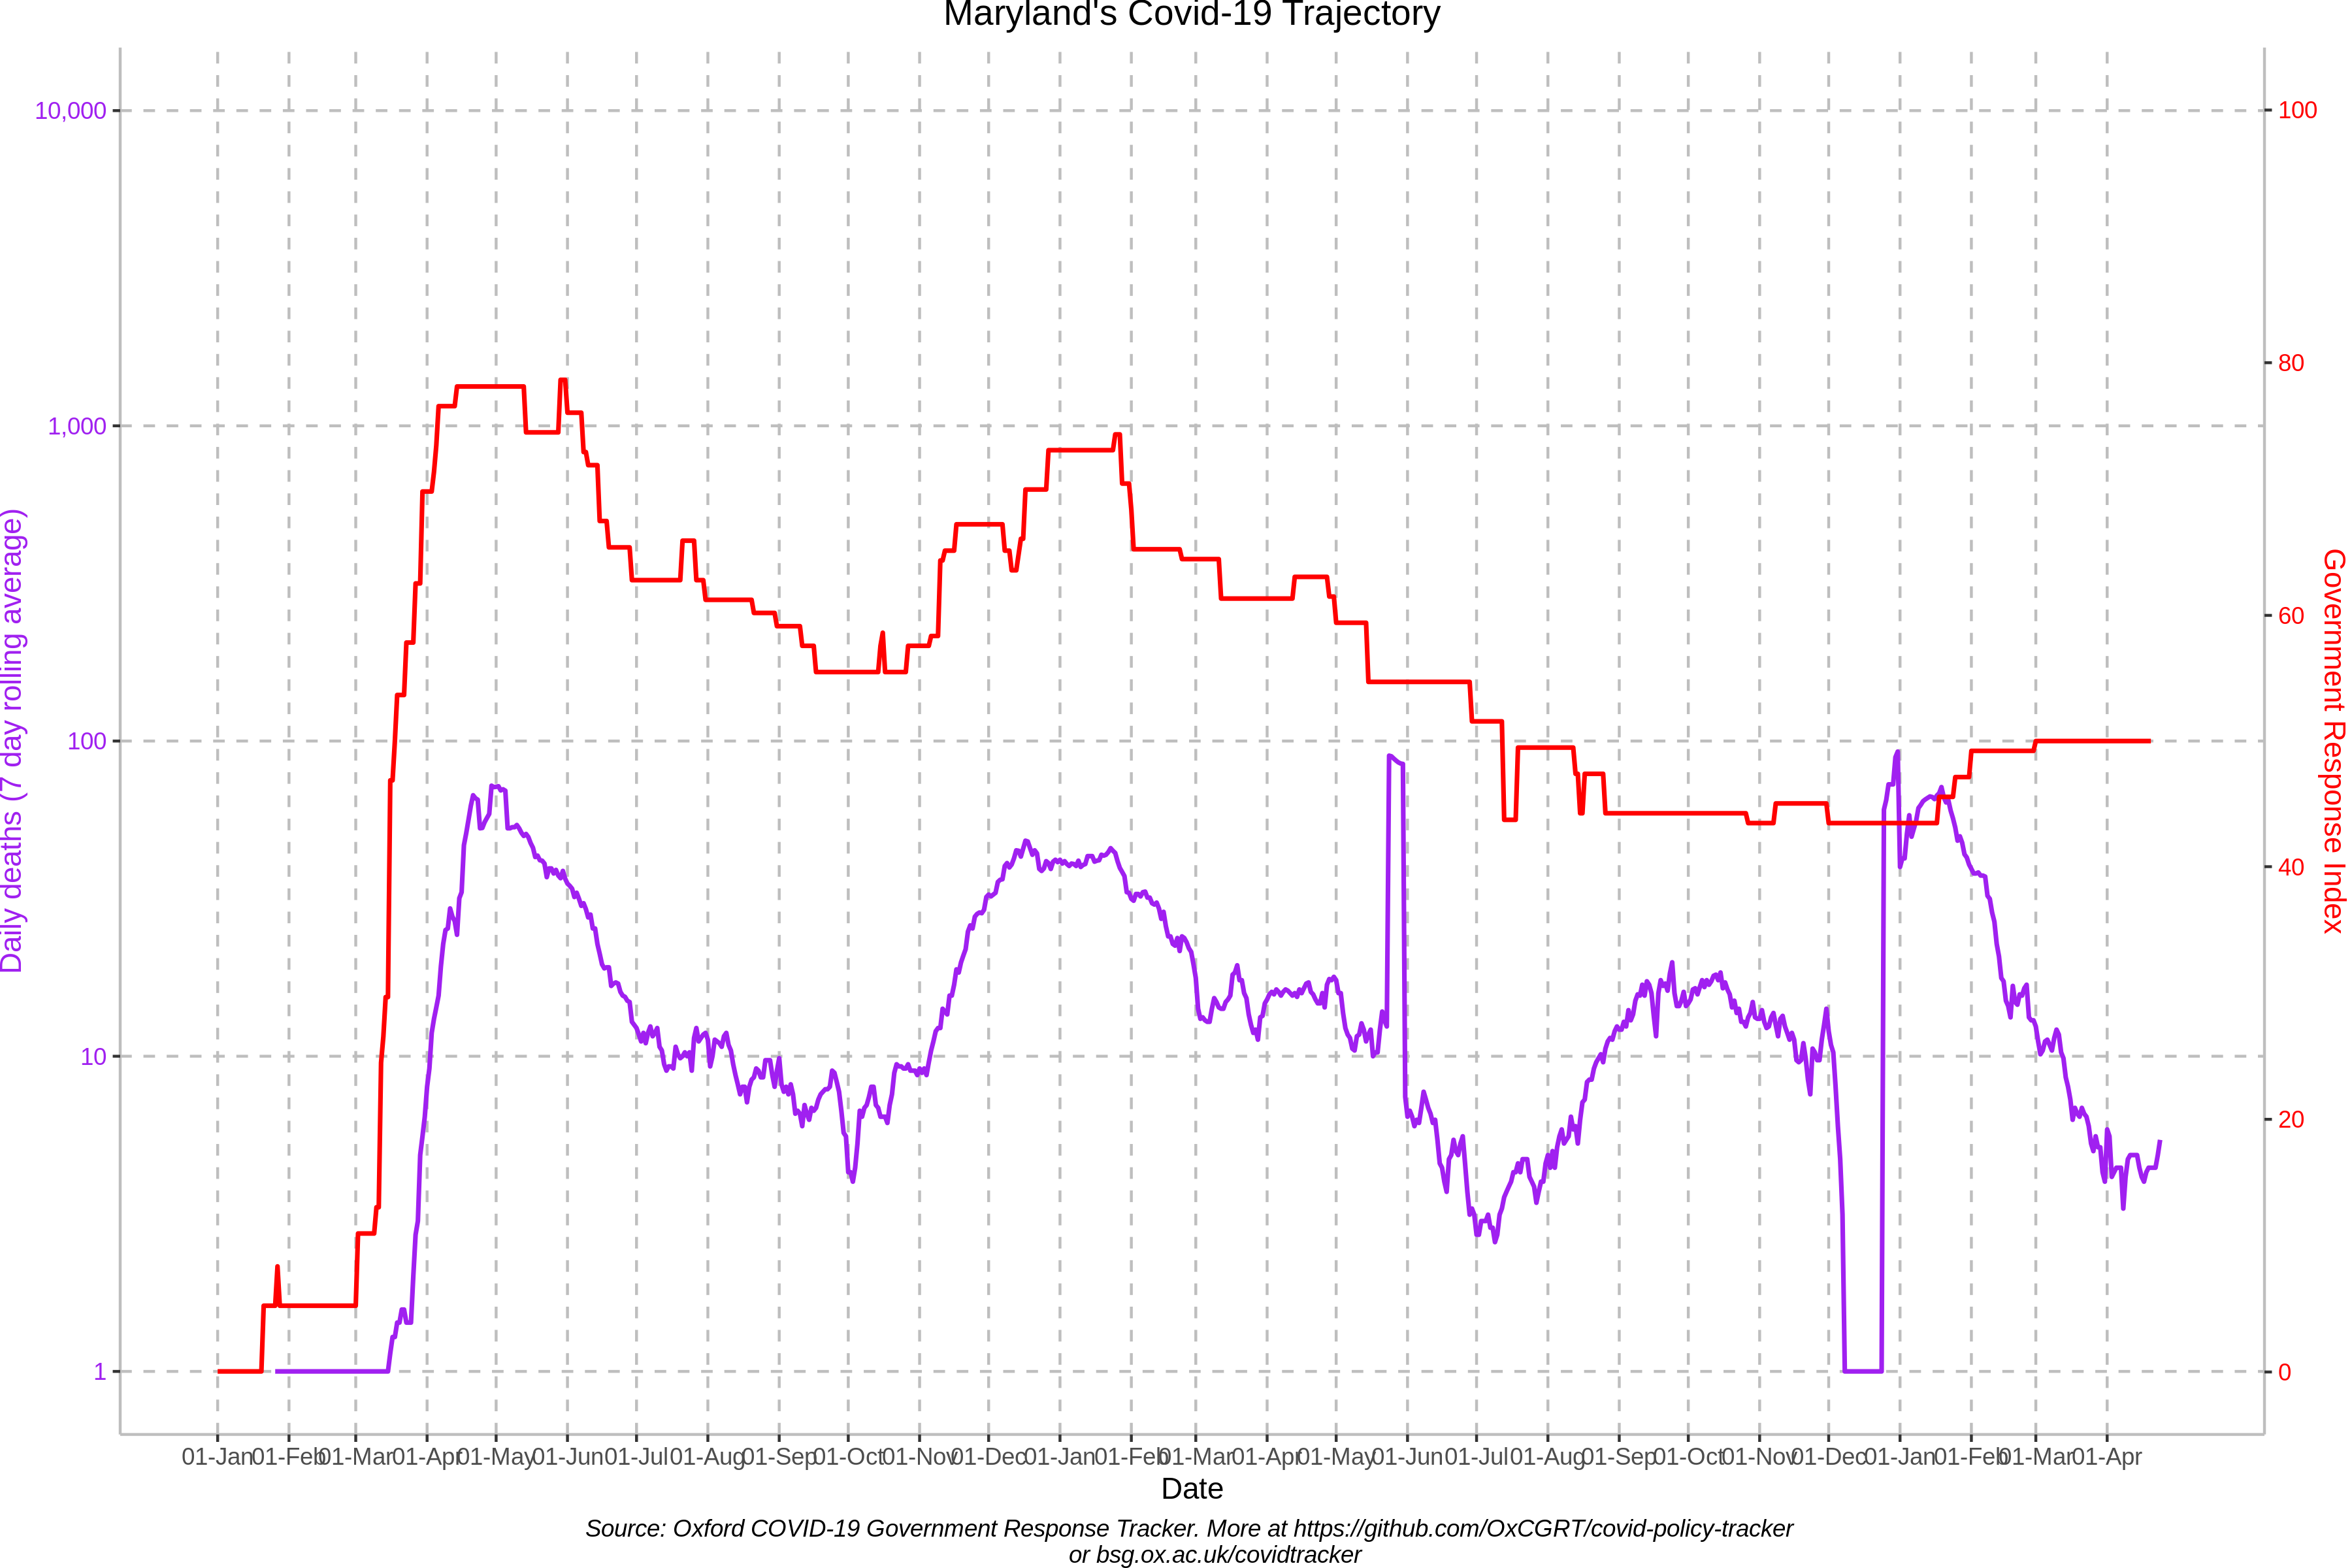 Maryland's Covid-19 Trajectory
10,000
1,000
100
10
1
Daily deaths (7 day rolling average)
100
80
60
40
20
0
Government Response Index
01-Jan 01-Feb 01-Mar 01-Apr 01-May 01-Jun 01-Jul 01-Aug 01-Sep 01-Oct 01-Nov 01-Dec 01-Jan 01-Feb 01-Mar 01-Apr 01-May 01-Jun 01-Jul 01-Aug 01-Sep 01-Oct 01-Nov 01-Dec 01-Jan 01-Feb 01-Mar 01-Apr
Date
Source: Oxford COVID-19 Government Response Tracker. More at https://github.com/OxCGRT/covid-policy-tracker
or bsg.ox.ac.uk/covidtracker